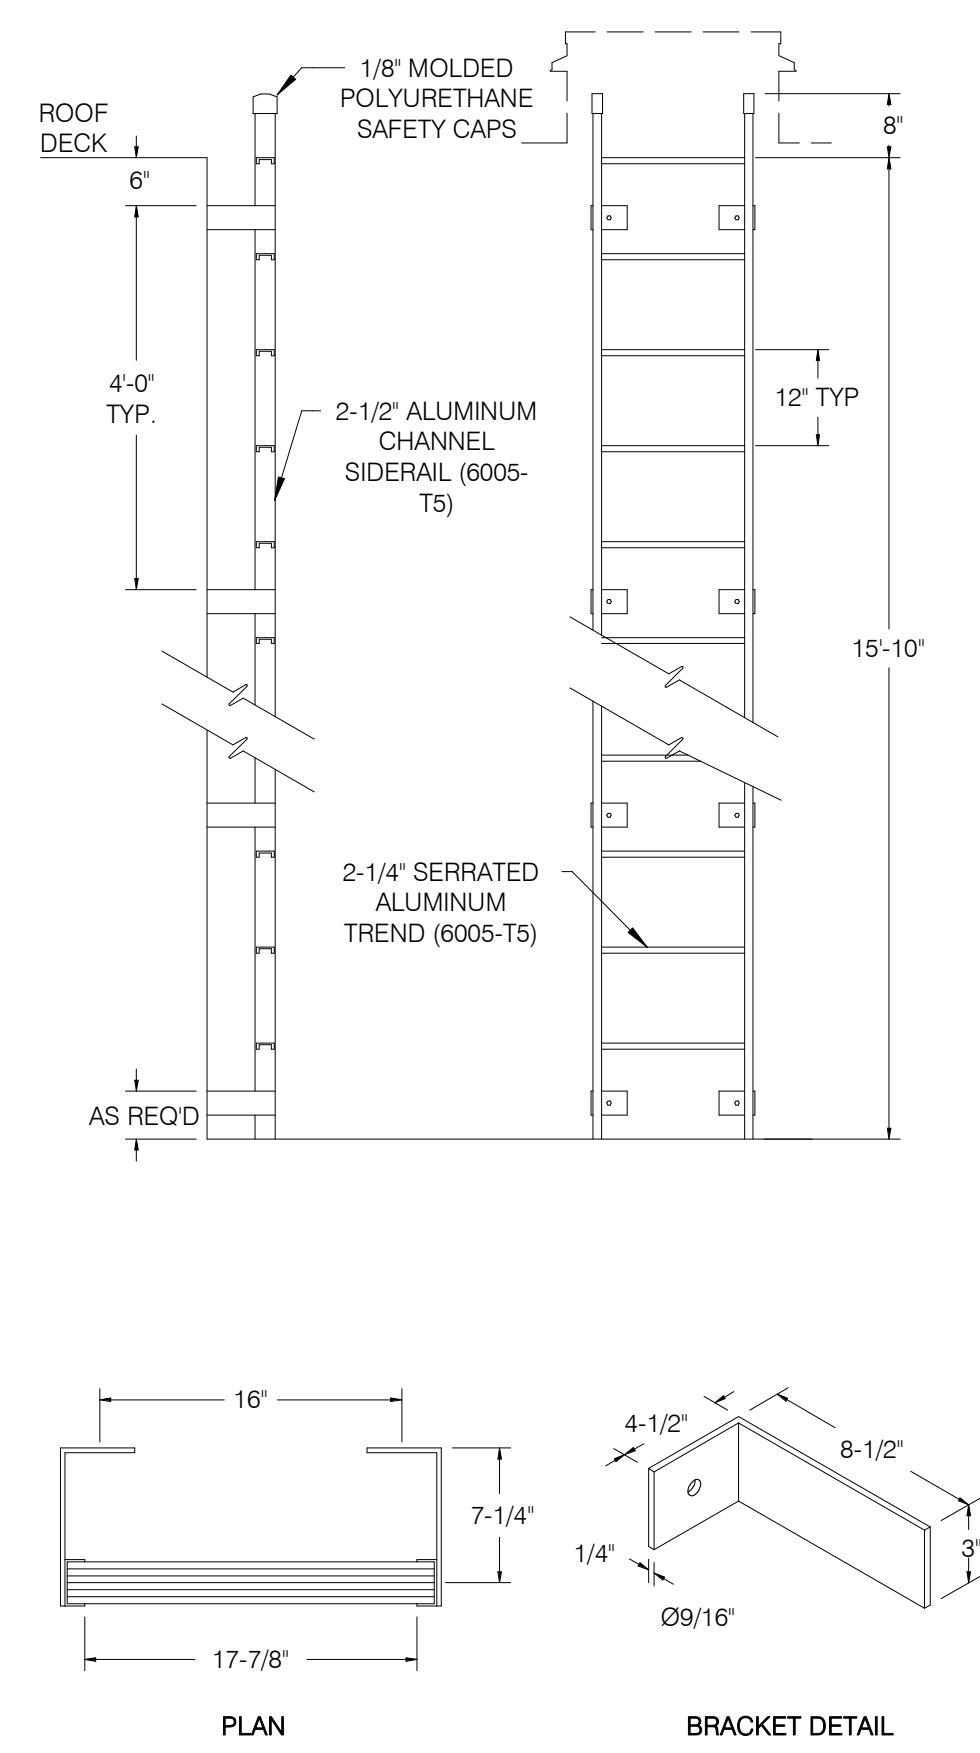 1/8" MOLDED
POLYURETHANE
SAFETY CAPS
ROOF
DECK
8"
6"
4'-0"
TYP.
12" TYP
2-1/2" ALUMINUM
CHANNEL
SIDERAIL (6005-
T5)
15'-10"
2-1/4" SERRATED
ALUMINUM
TREND (6005-T5)
AS REQ'D
16"
4-1/2"
8-1/2"
7-1/4"
3"
1/4"
Ø9/16"
17-7/8"
PLAN
BRACKET DETAIL